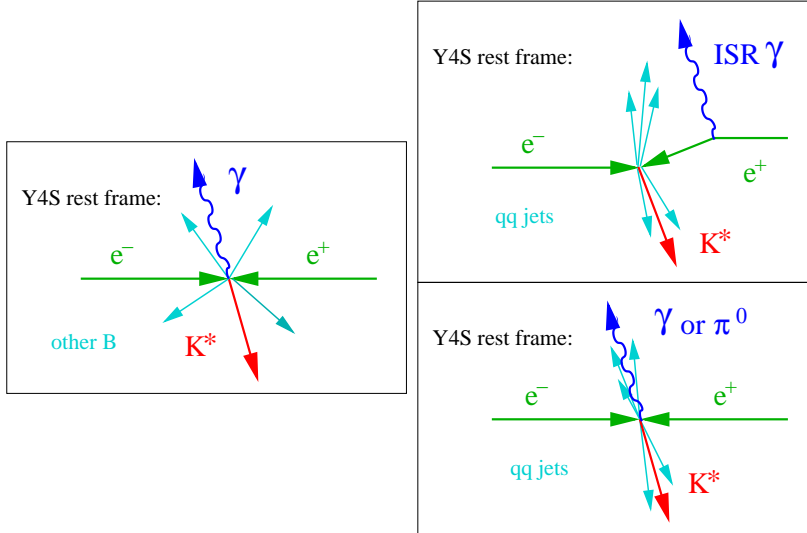 Y4S rest frame:
γ
e⁻
e⁺
other B
K*
Y4S rest frame:
ISR γ
e⁻
e⁺
qq jets
K*
Y4S rest frame:
γ or π⁰
e⁻
e⁺
qq jets
K*